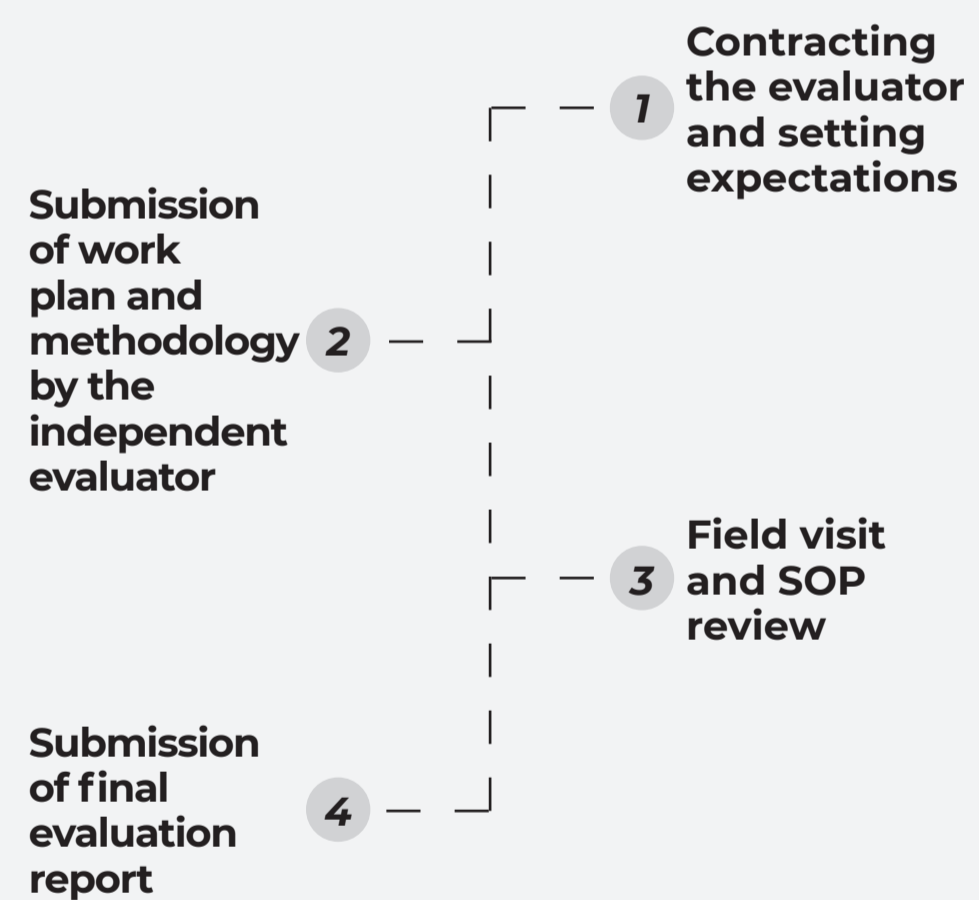 1
Contracting
the evaluator
and setting
expectations
2
Submission
of work
plan and
methodology
by the
independent
evaluator
3
Field visit
and SOP
review
4
Submission
of final
evaluation
report